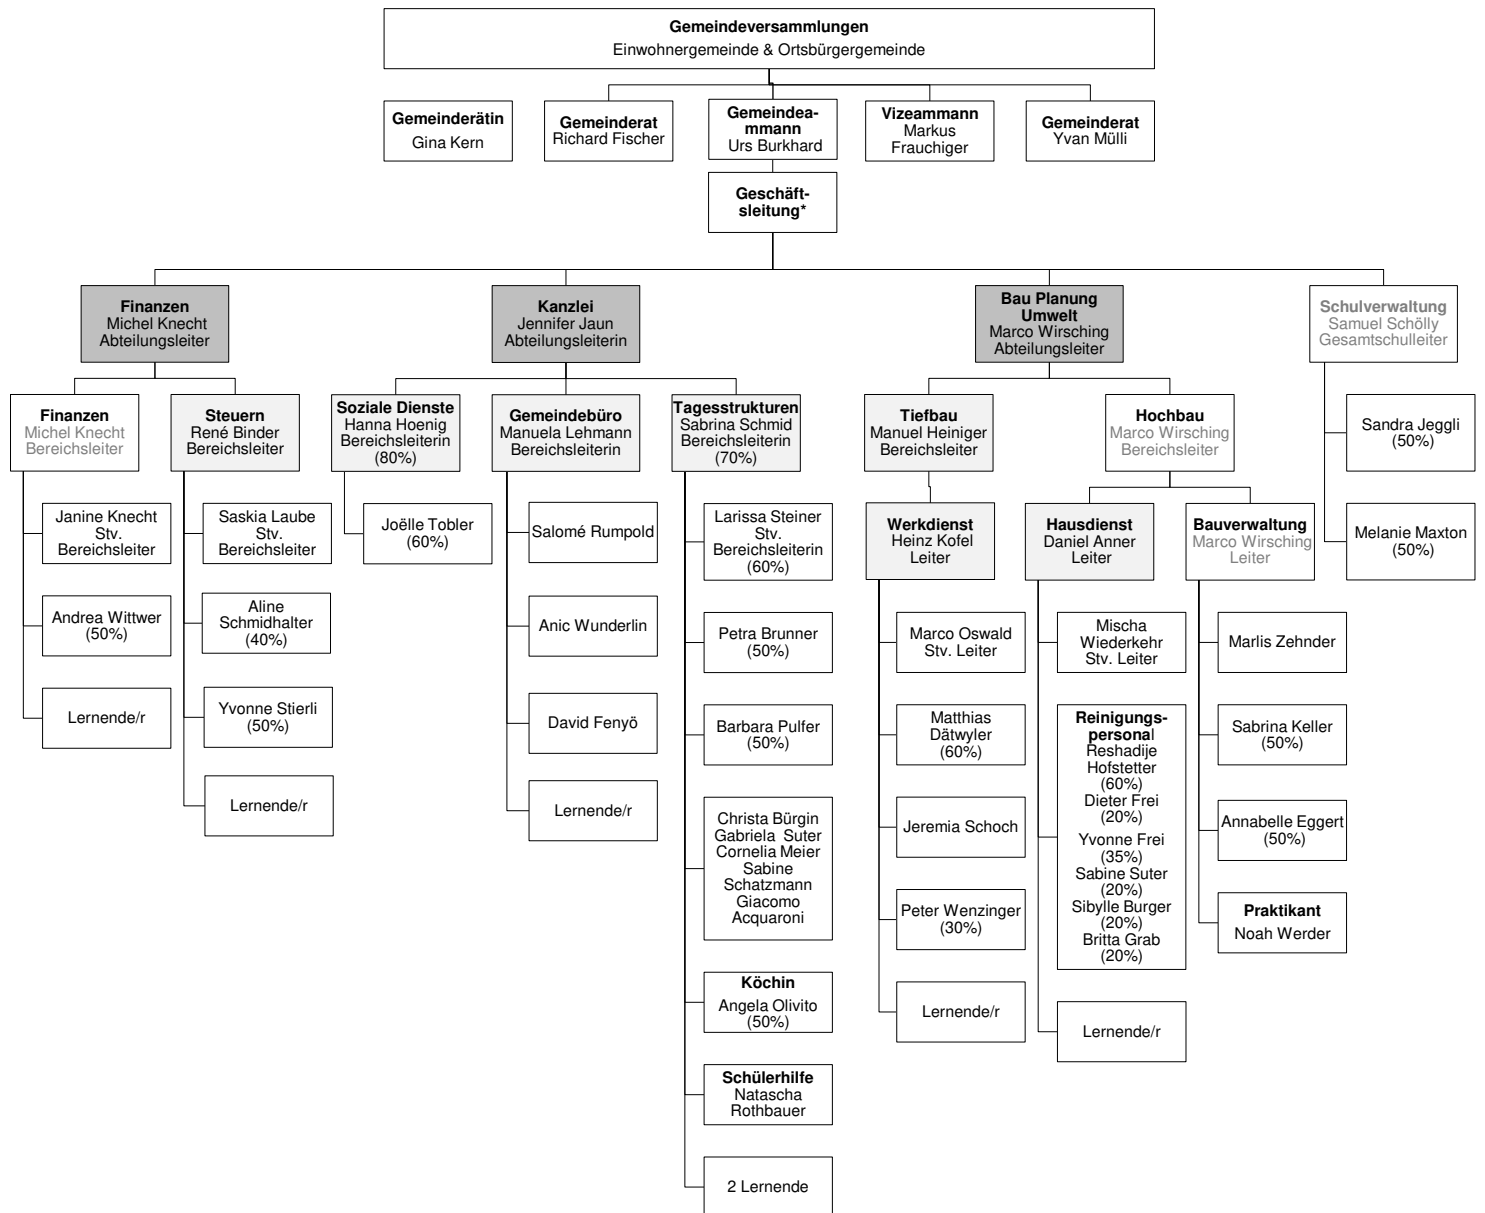 Gemeindeversammlungen
Einwohnergemeinde & Ortsbürgergemeinde
Gemeinderätin
Gina Kern
Gemeinderat
Richard Fischer
Gemeindea-
mmann
Urs Burkhard
Vizeammann
Markus
Frauchiger
Gemeinderat
Yvan Mülli
Geschäft-
sleitung*
Finanzen
Michel Knecht
Abteilungsleiter
Kanzlei
Jennifer Jaun
Abteilungsleiterin
Bau Planung
Umwelt
Marco Wirsching
Abteilungsleiter
Schulverwaltung
Samuel Schölly
Gesamtschulleiter
Finanzen
Michel Knecht
Bereichsleiter
Steuern
René Binder
Bereichsleiter
Soziale Dienste
Hanna Hoenig
Bereichsleiterin
(80%)
Gemeindebüro
Manuela Lehmann
Bereichsleiterin
Tagesstrukturen
Sabrina Schmid
Bereichsleiterin
(70%)
Tiefbau
Manuel Heiniger
Bereichsleiter
Hochbau
Marco Wirsching
Bereichsleiter
Sandra Jeggli
(50%)
Melanie Maxton
(50%)
Janine Knecht
Stv.
Bereichsleiter
Andrea Wittwer
(50%)
Lernende/r
Saskia Laube
Stv.
Bereichsleiter
Aline
Schmidhalter
(40%)
Yvonne Stierli
(50%)
Lernende/r
Joëlle Tobler
(60%)
Salomé Rumpold
Anic Wunderlin
David Fenyö
Lernende/r
Larissa Steiner
Stv.
Bereichsleiterin
(60%)
Petra Brunner
(50%)
Barbara Pulfer
(50%)
Christa Bürgin
Gabriela Suter
Cornelia Meier
Sabine
Schatzmann
Giacomo
Acquaroni
Köchin
Angela Olivito
(50%)
Schülerhilfe
Natascha
Rothbauer
2 Lernende
Werkdienst
Heinz Kofel
Leiter
Marco Oswald
Stv. Leiter
Matthias
Dätwyler
(60%)
Jeremia Schoch
Peter Wenzinger
(30%)
Lernende/r
Hausdienst
Daniel Anner
Leiter
Mischa
Wiederkehr
Stv. Leiter
Reinigungs-
personal
Reshadije
Hofstetter
(60%)
Dieter Frei
(20%)
Yvonne Frei
(35%)
Sabine Suter
(20%)
Sibylle Burger
(20%)
Britta Grab
(20%)
Lernende/r
Bauverwaltung
Marco Wirsching
Leiter
Marlis Zehnder
Sabrina Keller
(50%)
Annabelle Eggert
(50%)
Praktikant
Noah Werder